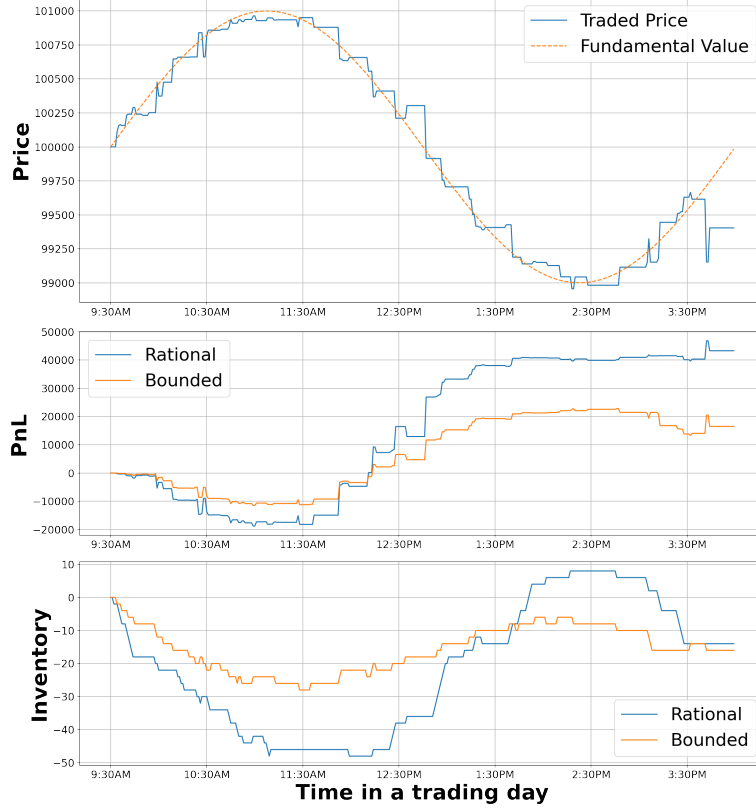 101000
100750
100500
100250
100000
99750
99500
99250
99000
Price
Traded Price
Fundamental Value
9:30AM 10:30AM 11:30AM 12:30PM 1:30PM 2:30PM 3:30PM
50000
40000
30000
20000
10000
0
−10000
−20000
PnL
Rational
Bounded
9:30AM 10:30AM 11:30AM 12:30PM 1:30PM 2:30PM 3:30PM
10
0
−10
−20
−30
−40
−50
Inventory
Rational
Bounded
9:30AM 10:30AM 11:30AM 12:30PM 1:30PM 2:30PM 3:30PM
Time in a trading day